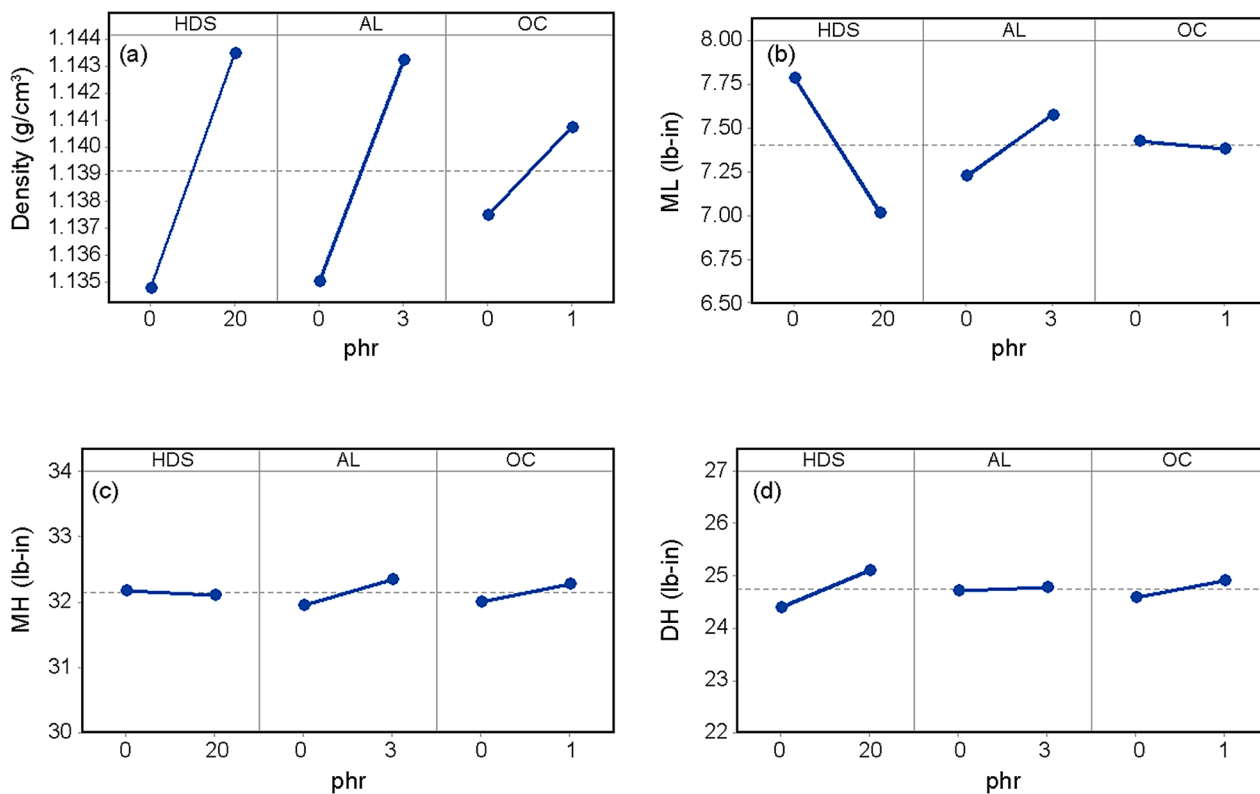 HDS AL OC
(a)
Density (g/cm³)
1.144
1.143
1.142
1.141
1.140
1.139
1.138
1.137
1.136
1.135
0 20 0 3 0 1
phr
HDS AL OC
(b)
ML (lb-in)
8.00
7.75
7.50
7.25
7.00
6.75
6.50
0 20 0 3 0 1
phr
HDS AL OC
(c)
MH (lb-in)
34
33
32
31
30
0 20 0 3 0 1
phr
HDS AL OC
(d)
DH (lb-in)
27
26
25
24
23
22
0 20 0 3 0 1
phr